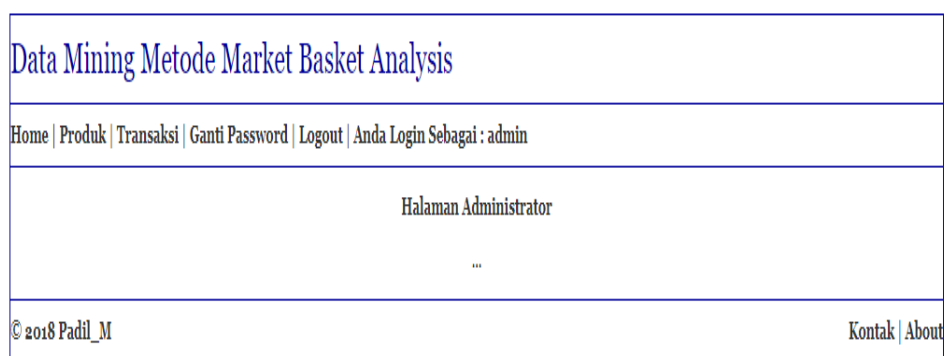 Data Mining Metode Market Basket Analysis
Home | Produk | Transaksi | Ganti Password | Logout | Anda Login Sebagai : admin
Halaman Administrator
...
© 2018 Padil_M
Kontak | About